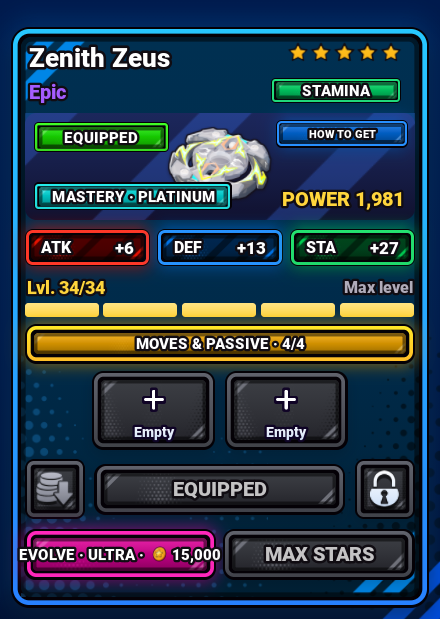 Zenith Zeus
Epic
STAMINA
EQUIPPED
HOW TO GET
MASTERY • PLATINUM
POWER 1,981
ATK +6
DEF +13
STA +27
Lvl. 34/34
Max level
MOVES & PASSIVE • 4/4
+ Empty
+ Empty
EQUIPPED
EVOLVE • ULTRA • 15,000
MAX STARS